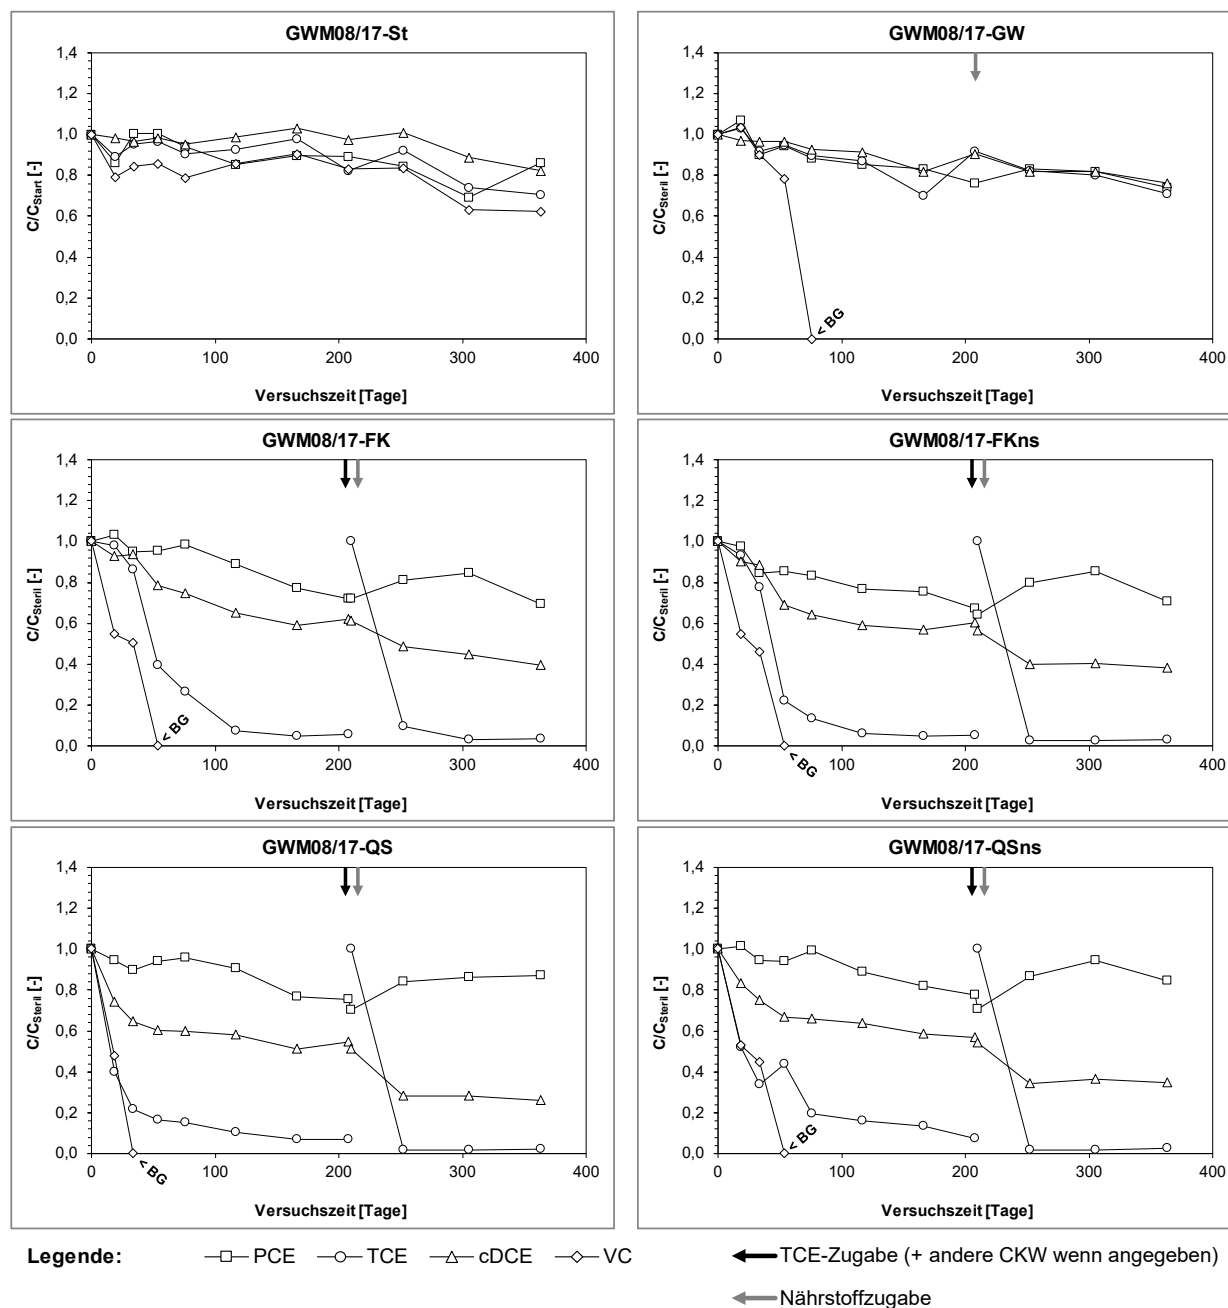 GWM08/17-St
1,4
1,2
1,0
0,8
0,6
0,4
0,2
0,0
C/C_Start [-]
0 100 200 300 400
Versuchszeit [Tage]
GWM08/17-GW
1,4
1,2
1,0
0,8
0,6
0,4
0,2
0,0
C/C_Steril [-]
< BG
0 100 200 300 400
Versuchszeit [Tage]
GWM08/17-FK
1,4
1,2
1,0
0,8
0,6
0,4
0,2
0,0
C/C_Steril [-]
< BG
0 100 200 300 400
Versuchszeit [Tage]
GWM08/17-FKns
1,4
1,2
1,0
0,8
0,6
0,4
0,2
0,0
C/C_Steril [-]
< BG
0 100 200 300 400
Versuchszeit [Tage]
GWM08/17-QS
1,4
1,2
1,0
0,8
0,6
0,4
0,2
0,0
C/C_Steril [-]
< BG
0 100 200 300 400
Versuchszeit [Tage]
GWM08/17-QSns
1,4
1,2
1,0
0,8
0,6
0,4
0,2
0,0
C/C_Steril [-]
< BG
0 100 200 300 400
Versuchszeit [Tage]
Legende: PCE TCE cDCE VC TCE-Zugabe (+ andere CKW wenn angegeben)
Nährstoffzugabe